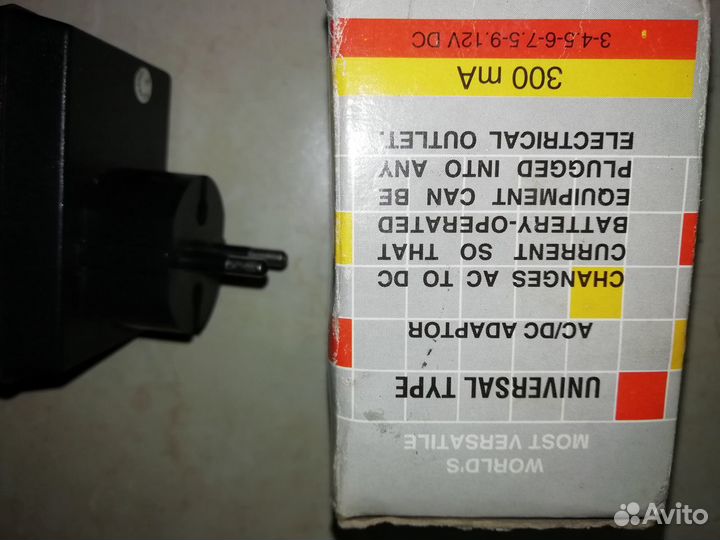 WORLD'S
MOST VERSATILE
UNIVERSAL TYPE
AC/DC ADAPTOR
CHANGES AC TO DC
CURRENT SO THAT
BATTERY-OPERATED
EQUIPMENT CAN BE
PLUGGED INTO ANY
ELECTRICAL OUTLET.
300 mA
3-4.5-6-7.5-9.12V DC
Avito